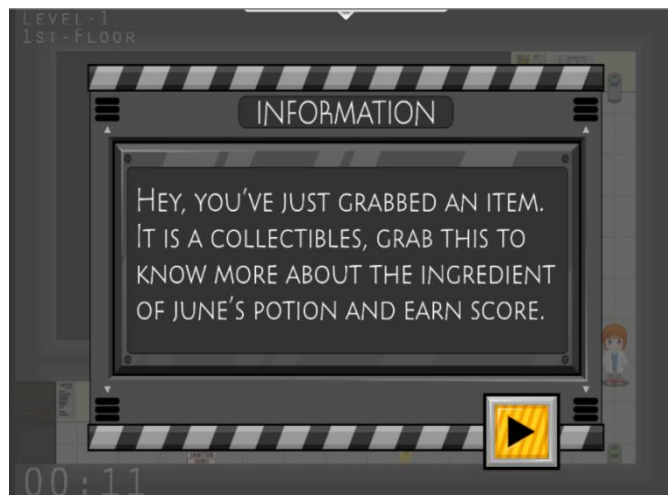 LEVEL-1
1ST-FLOOR
INFORMATION
HEY, YOU'VE JUST GRABBED AN ITEM.
IT IS A COLLECTIBLES, GRAB THIS TO
KNOW MORE ABOUT THE INGREDIENT
OF JUNE'S POTION AND EARN SCORE.
00:11